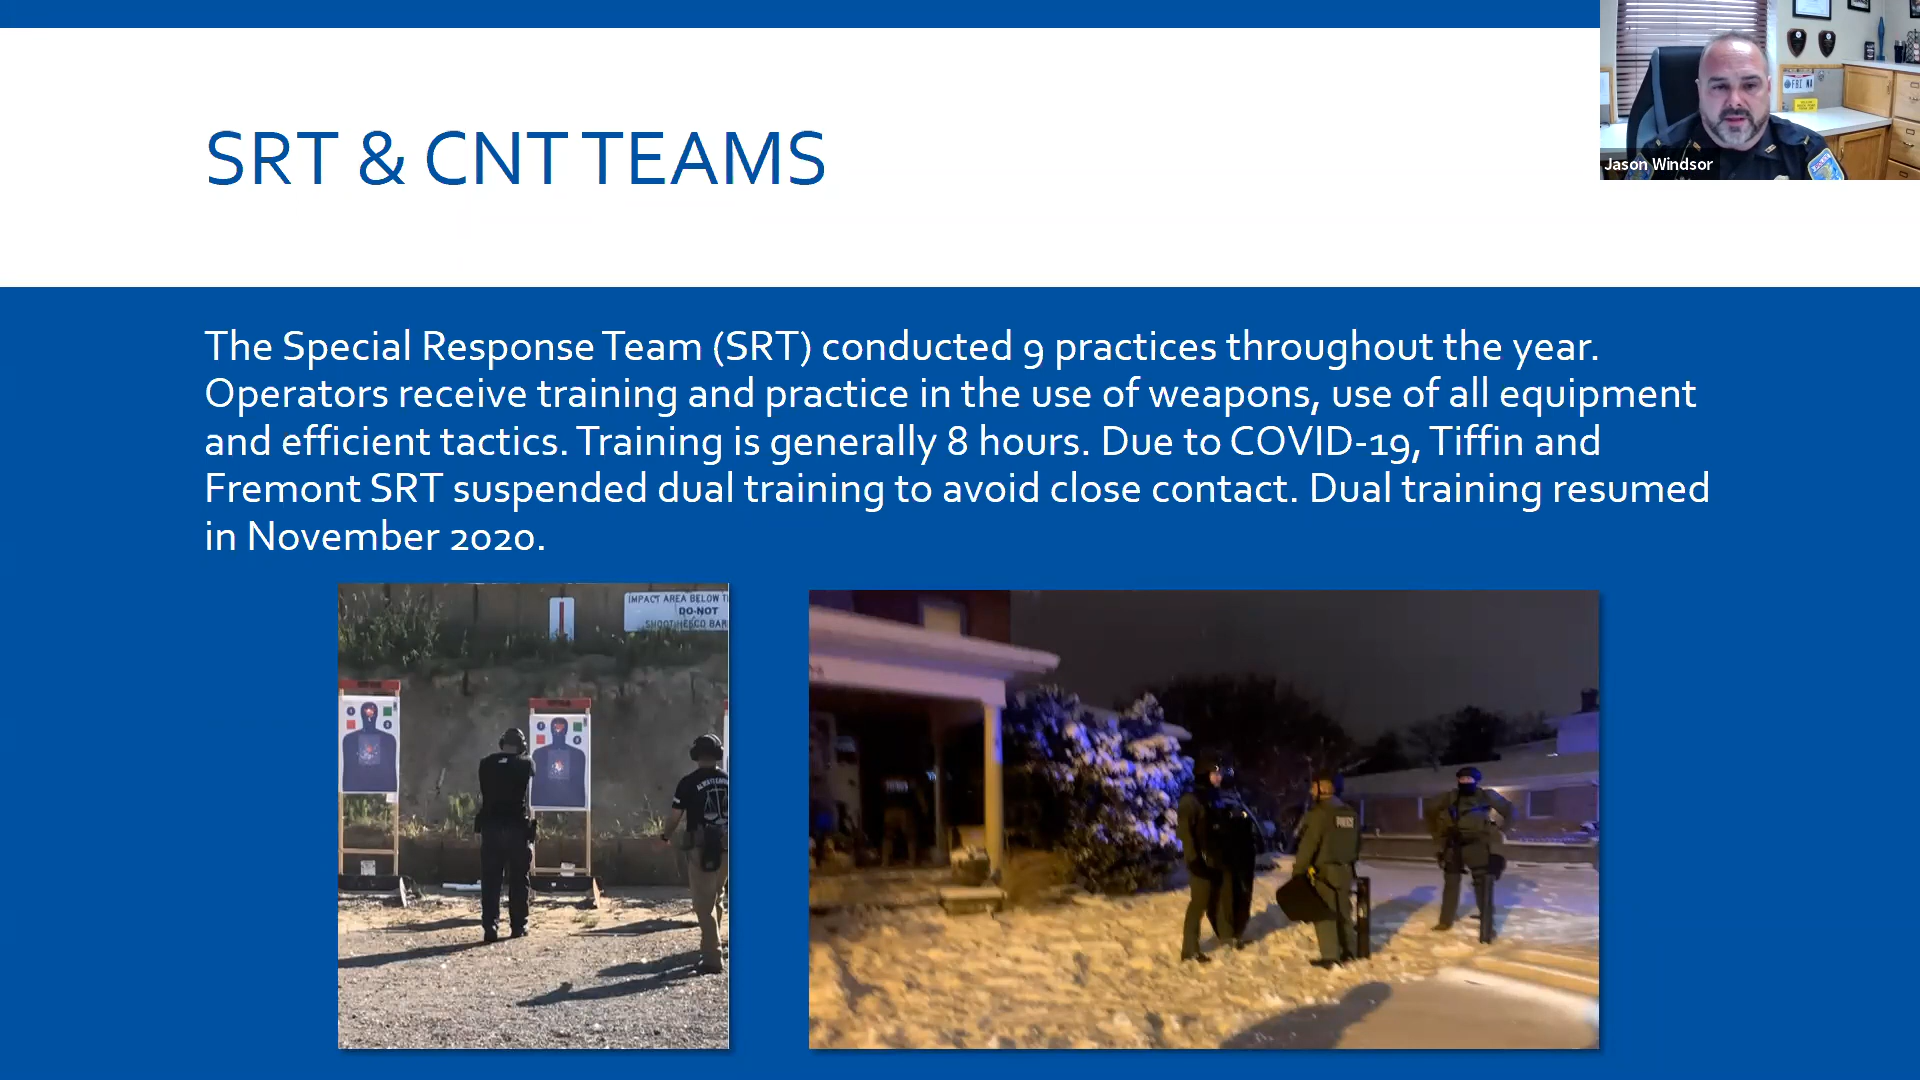 SRT & CNT TEAMS
Jason Windsor
The Special Response Team (SRT) conducted 9 practices throughout the year.
Operators receive training and practice in the use of weapons, use of all equipment
and efficient tactics. Training is generally 8 hours. Due to COVID-19, Tiffin and
Fremont SRT suspended dual training to avoid close contact. Dual training resumed
in November 2020.
IMPACT AREA BELOW
DO NOT
SHOOT HESCO